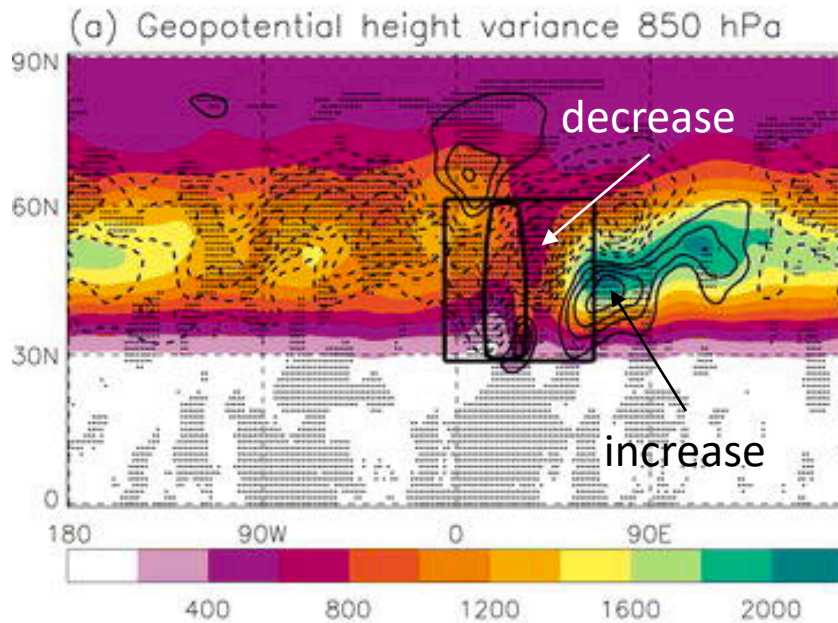 (a) Geopotential height variance 850 hPa
90N
decrease
60N
30N
increase
0
180 90W 0 90E
400 800 1200 1600 2000